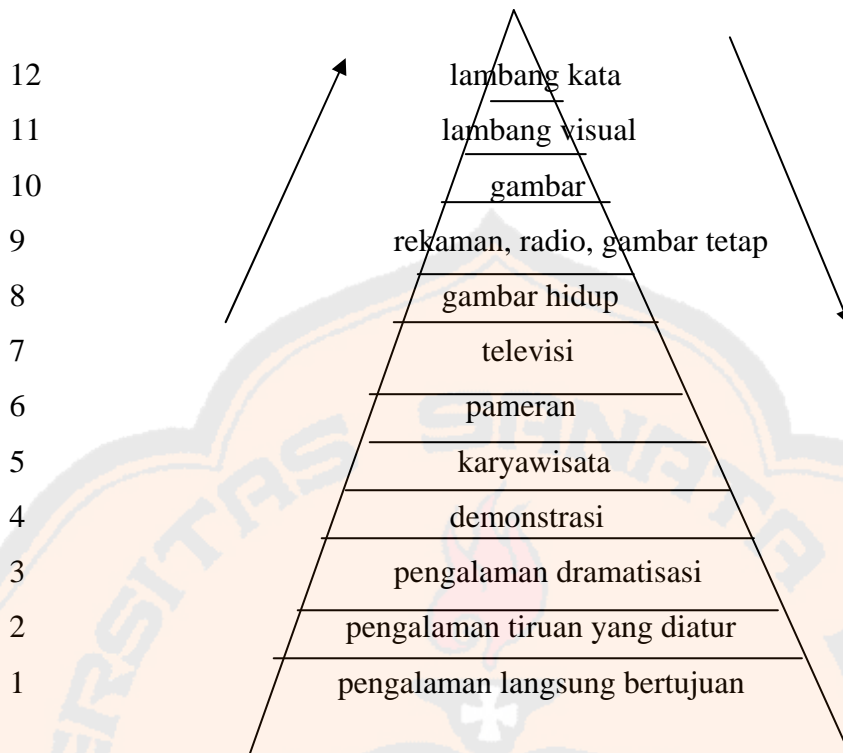 12 lambang kata
11 lambang visual
10 gambar
9 rekaman, radio, gambar tetap
8 gambar hidup
7 televisi
6 pameran
5 karyawisata
4 demonstrasi
3 pengalaman dramatisasi
2 pengalaman tiruan yang diatur
1 pengalaman langsung bertujuan